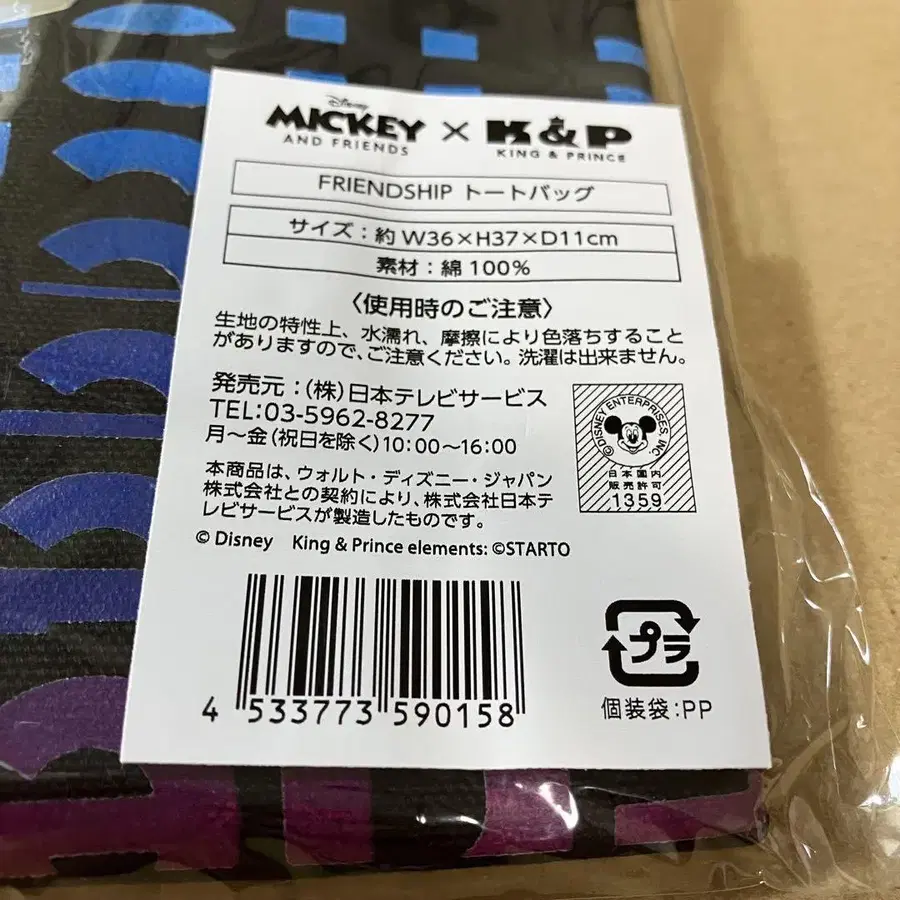 Disney
MICKEY
AND FRIENDS
×
K&P
KING & PRINCE
FRIENDSHIP トートバッグ
サイズ：約 W36×H37×D11cm
素材：綿 100%
〈使用時のご注意〉
生地の特性上、水濡れ、摩擦により色落ちすること
がありますので、ご注意ください。洗濯は出来ません。
発売元：(株)日本テレビサービス
TEL:03-5962-8277
月～金(祝日を除く)10:00～16:00
本商品は、ウォルト・ディズニー・ジャパン
株式会社との契約により、株式会社日本テ
レビサービスが製造したものです。
© Disney King & Prince elements: ©STARTO
©DISNEY ENTERPRISES, INC.
日本国内
販売許可
1359
4 533773 590158
プラ
個装袋：PP